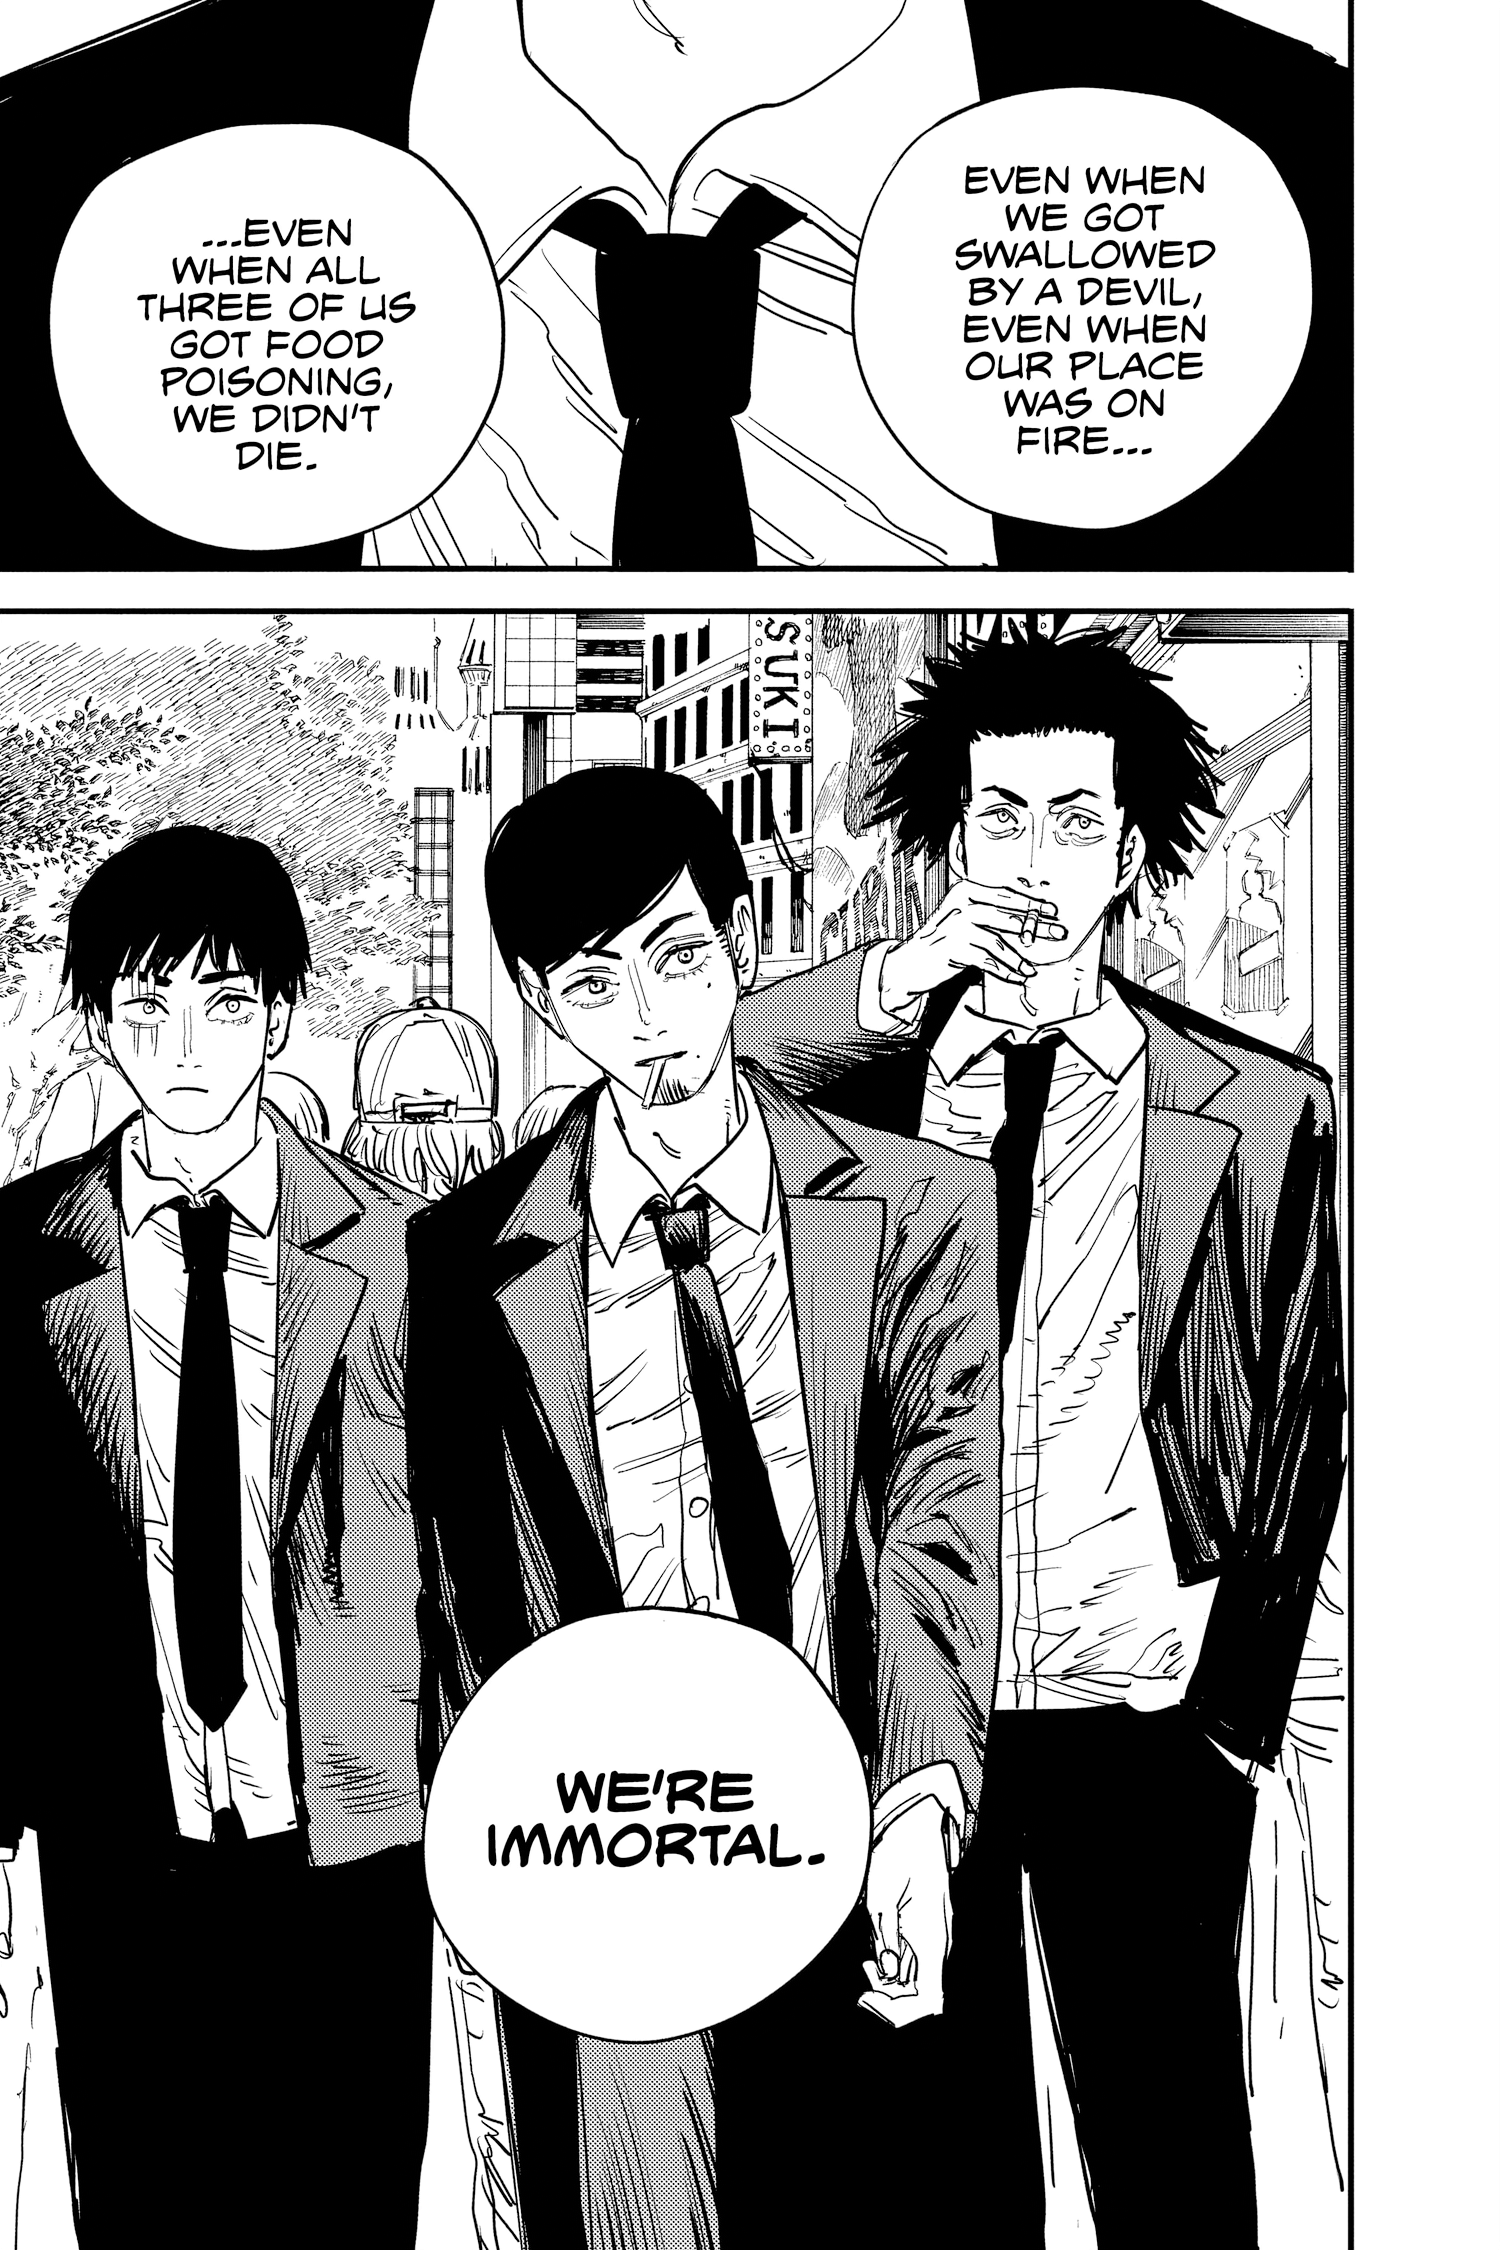 EVEN WHEN
WE GOT
SWALLOWED
BY A DEVIL,
EVEN WHEN
OUR PLACE
WAS ON
FIRE...
...EVEN
WHEN ALL
THREE OF US
GOT FOOD
POISONING,
WE DIDN'T
DIE.
SUKI
WE'RE
IMMORTAL.